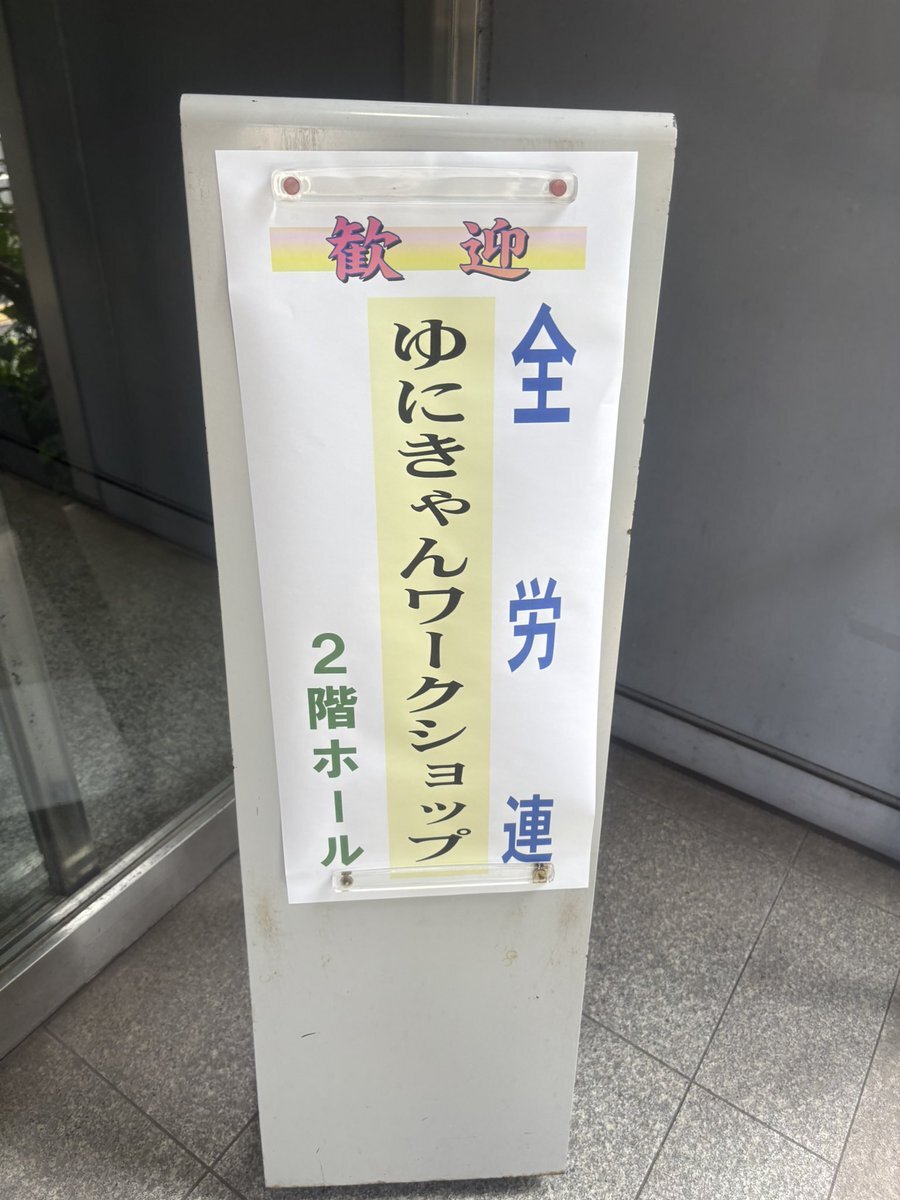 歓迎
全労連
ゆにきゃんワークショップ
２階ホール